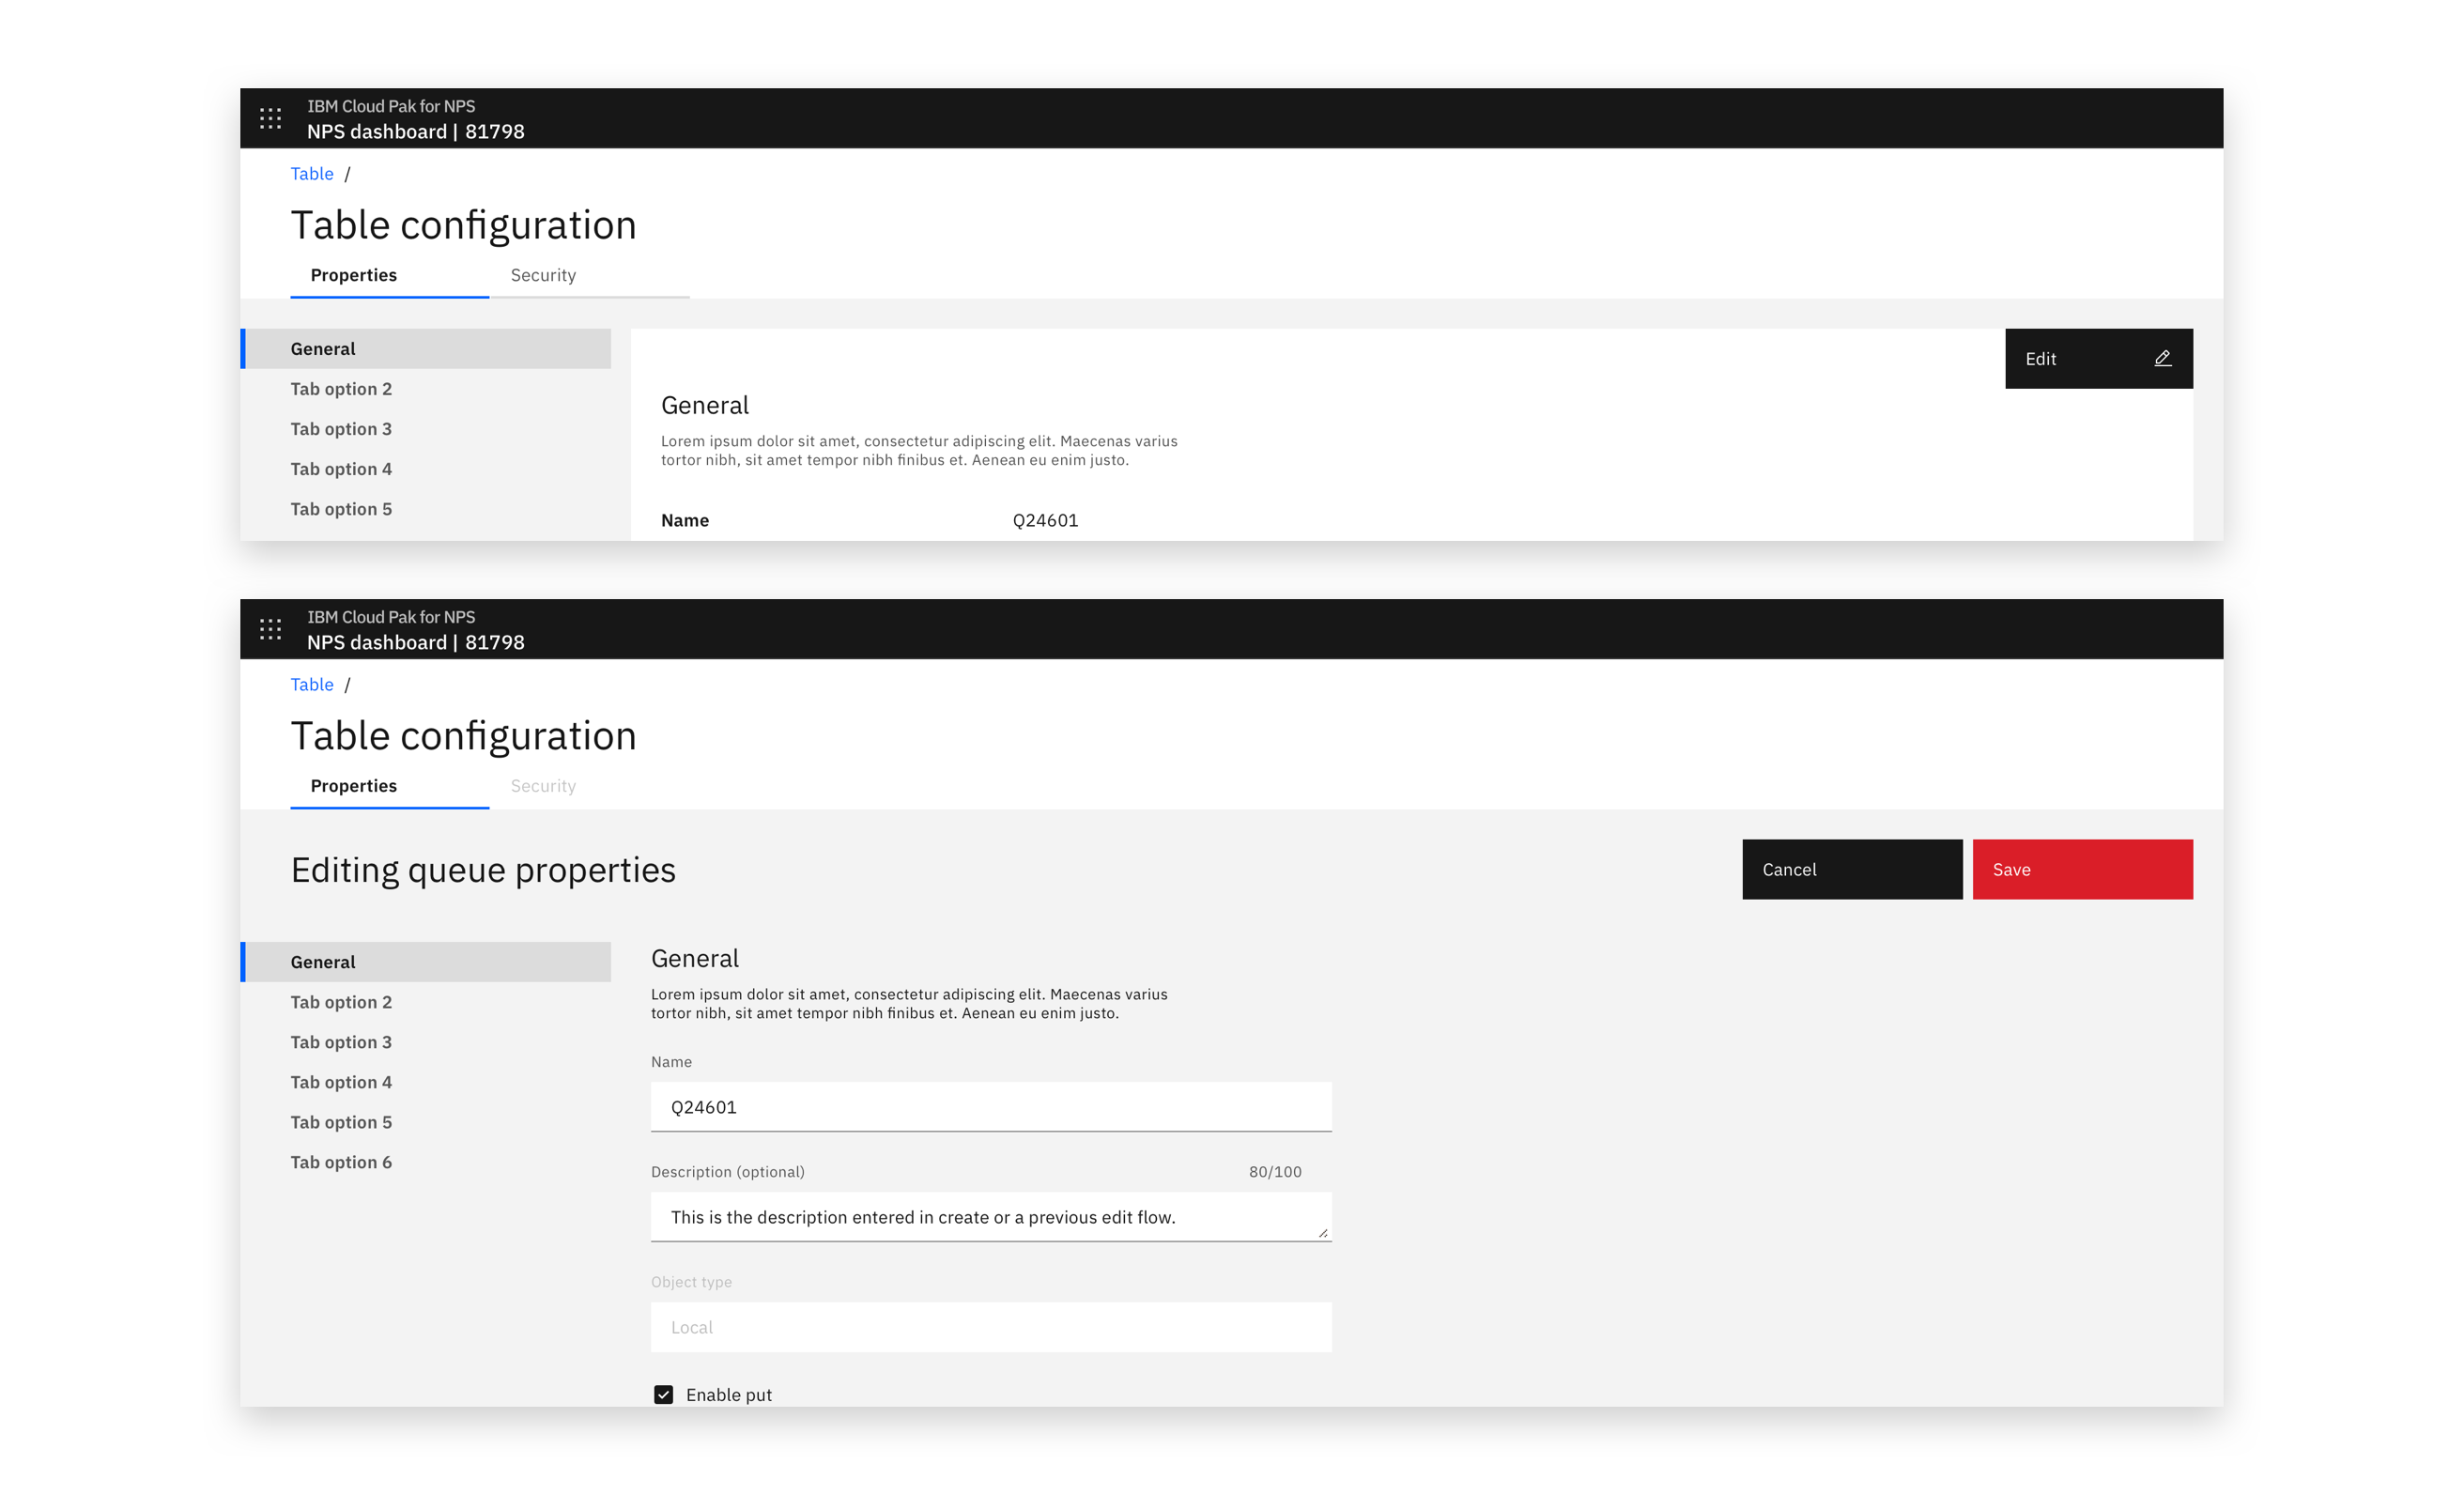 IBM Cloud Pak for NPS
NPS dashboard | 81798
Table /
Table configuration
Properties Security
General
Tab option 2
Tab option 3
Tab option 4
Tab option 5
Edit
General
Lorem ipsum dolor sit amet, consectetur adipiscing elit. Maecenas varius
tortor nibh, sit amet tempor nibh finibus et. Aenean eu enim justo.
Name Q24601
IBM Cloud Pak for NPS
NPS dashboard | 81798
Table /
Table configuration
Properties Security
Editing queue properties
Cancel Save
General
Tab option 2
Tab option 3
Tab option 4
Tab option 5
Tab option 6
General
Lorem ipsum dolor sit amet, consectetur adipiscing elit. Maecenas varius
tortor nibh, sit amet tempor nibh finibus et. Aenean eu enim justo.
Name
Q24601
Description (optional) 80/100
This is the description entered in create or a previous edit flow.
Object type
Local
Enable put